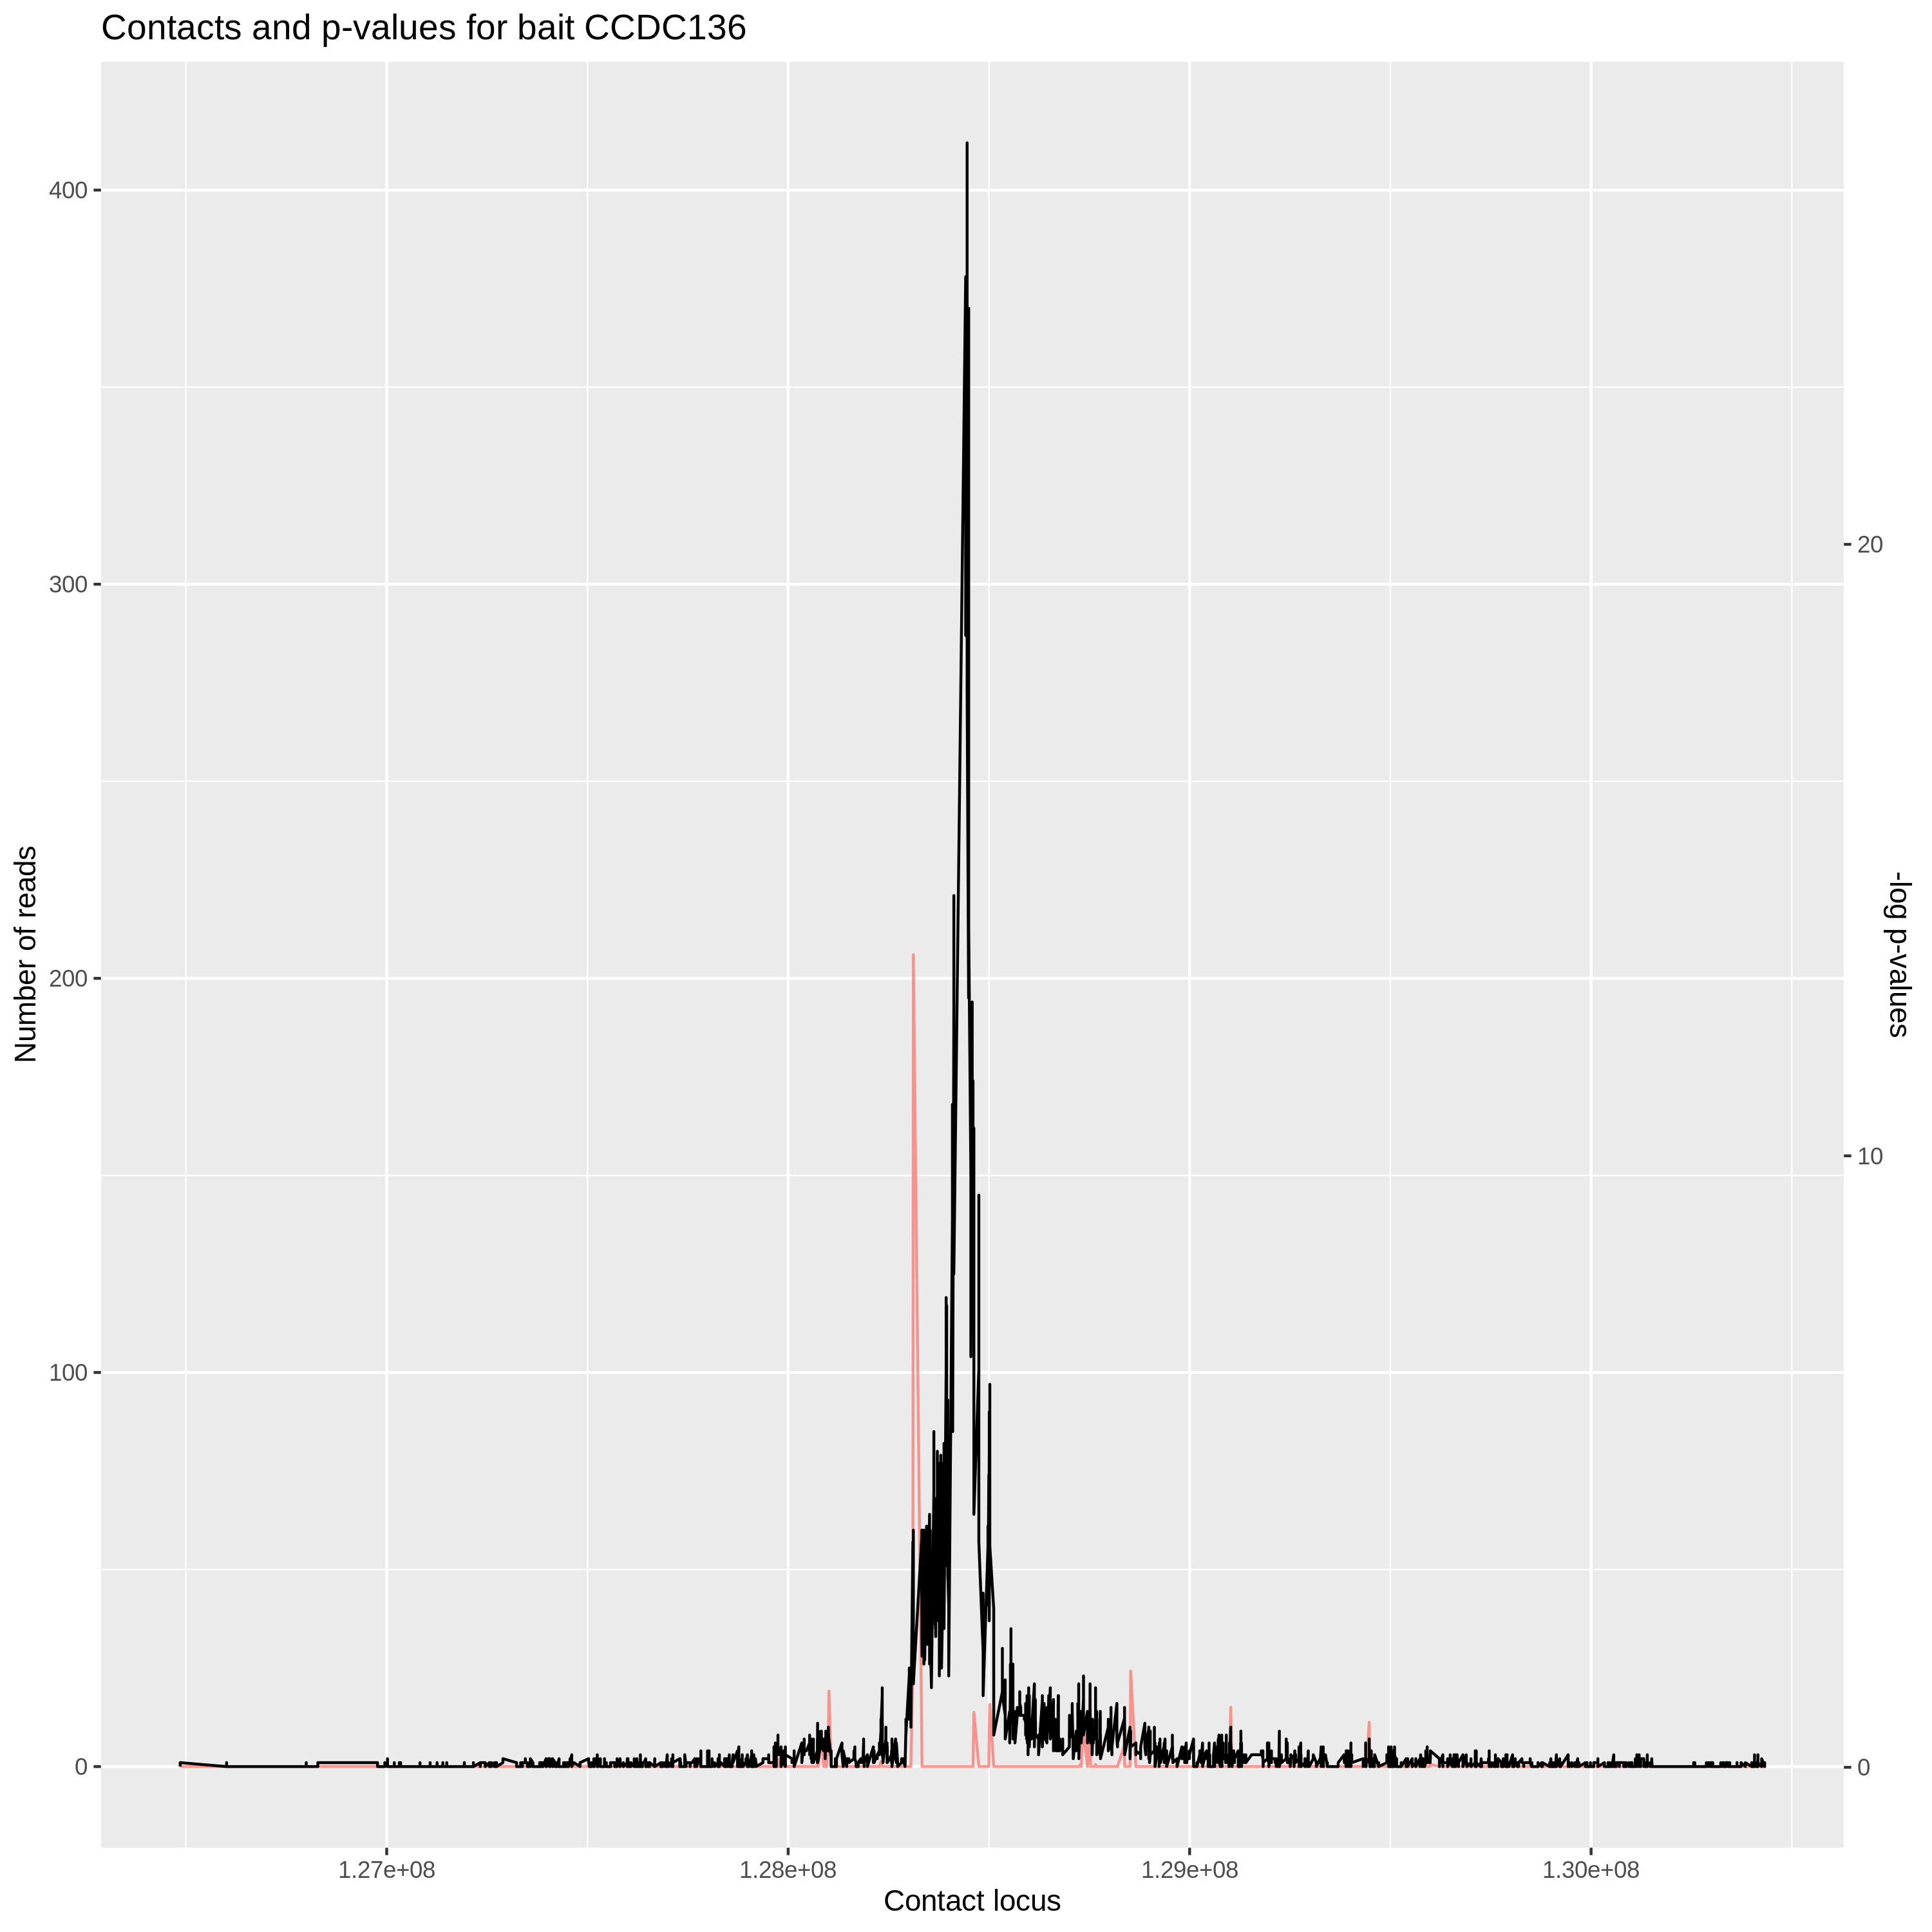 Contacts and p-values for bait CCDC136
400
300
200
100
0
Number of reads
20
10
0
-log p-values
1.27e+08
1.28e+08
1.29e+08
1.30e+08
Contact locus